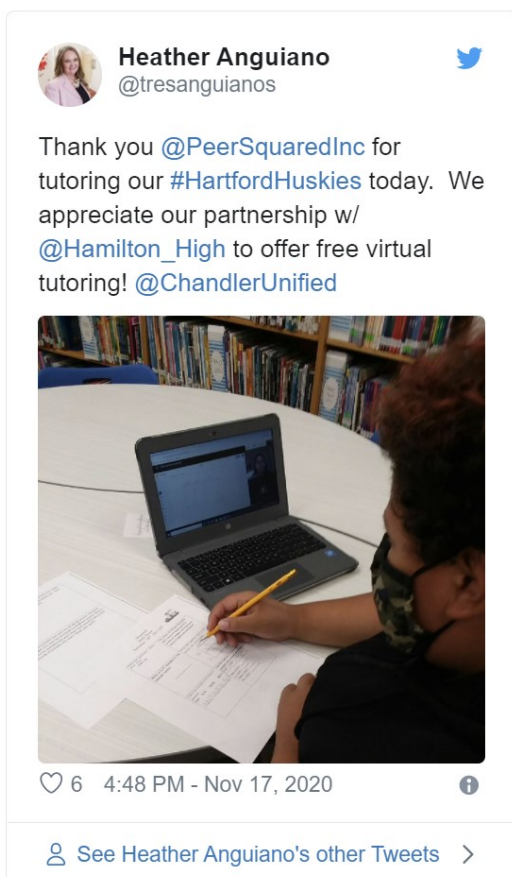 Heather Anguiano
@tresanguianos
Thank you @PeerSquaredInc for
tutoring our #HartfordHuskies today.  We
appreciate our partnership w/
@Hamilton_High to offer free virtual
tutoring! @ChandlerUnified
6 4:48 PM - Nov 17, 2020
See Heather Anguiano's other Tweets